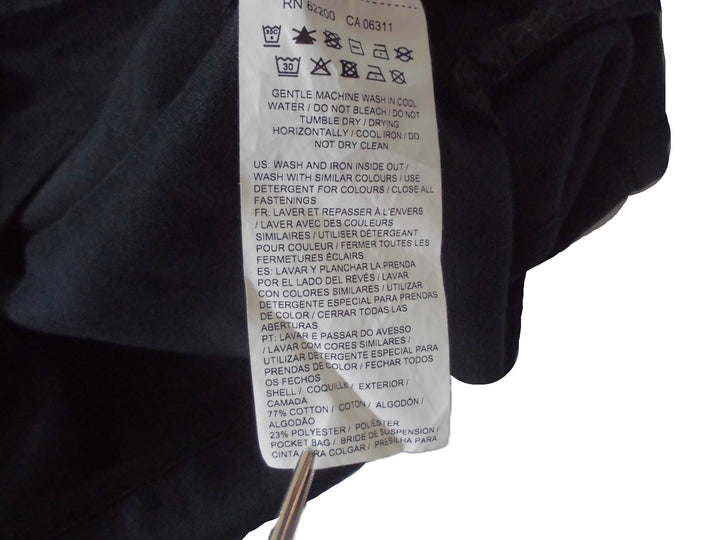 RN 62200 CA 06311
30C
30
GENTLE MACHINE WASH IN COOL
WATER / DO NOT BLEACH / DO NOT
TUMBLE DRY / DRYING
HORIZONTALLY / COOL IRON / DO
NOT DRY CLEAN
US: WASH AND IRON INSIDE OUT /
WASH WITH SIMILAR COLOURS / USE
DETERGENT FOR COLOURS / CLOSE ALL
FASTENINGS
FR: LAVER ET REPASSER À L'ENVERS
/ LAVER AVEC DES COULEURS
SIMILAIRES / UTILISER DÉTERGEANT
POUR COULEUR / FERMER TOUTES LES
FERMETURES ÉCLAIRS
ES: LAVAR Y PLANCHAR LA PRENDA
POR EL LADO DEL REVÉS / LAVAR
CON COLORES SIMILARES / UTILIZAR
DETERGENTE ESPECIAL PARA PRENDAS
DE COLOR / CERRAR TODAS LAS
ABERTURAS
PT: LAVAR E PASSAR DO AVESSO
/ LAVAR COM CORES SIMILARES /
UTILIZAR DETERGENTE ESPECIAL PARA
PRENDAS DE COLOR / FECHAR TODOS
OS FECHOS
SHELL / COQUILLE / EXTERIOR /
CAMADA
77% COTTON / COTON / ALGODÓN /
ALGODÃO
23% POLYESTER / POLIÉSTER
POCKET BAG / BRIDE DE SUSPENSION /
CINTA PARA COLGAR / PRESILHA PARA